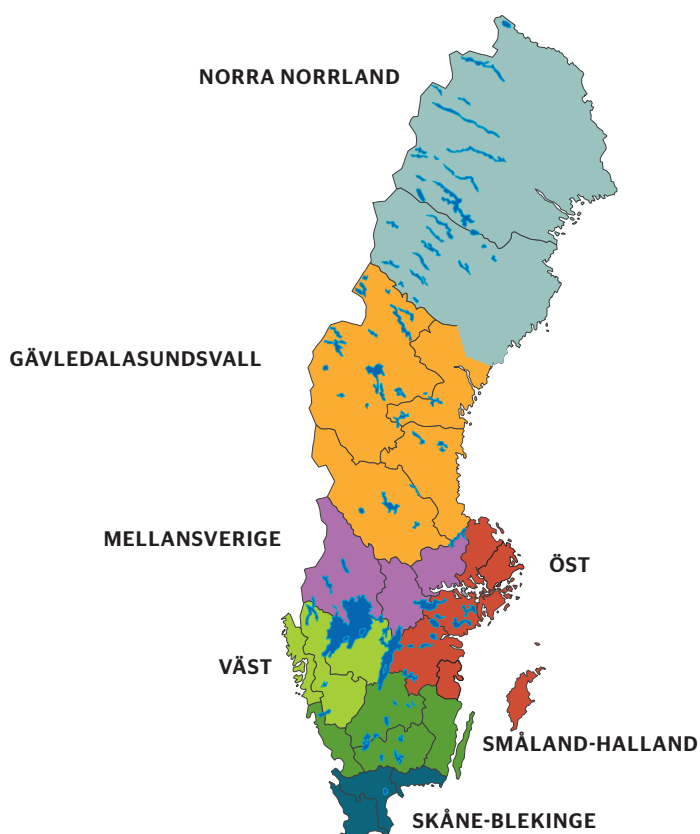 NORRA NORRLAND
GÄVLEDALASUNDSVALL
MELLANSVERIGE
ÖST
VÄST
SMÅLAND-HALLAND
SKÅNE-BLEKINGE